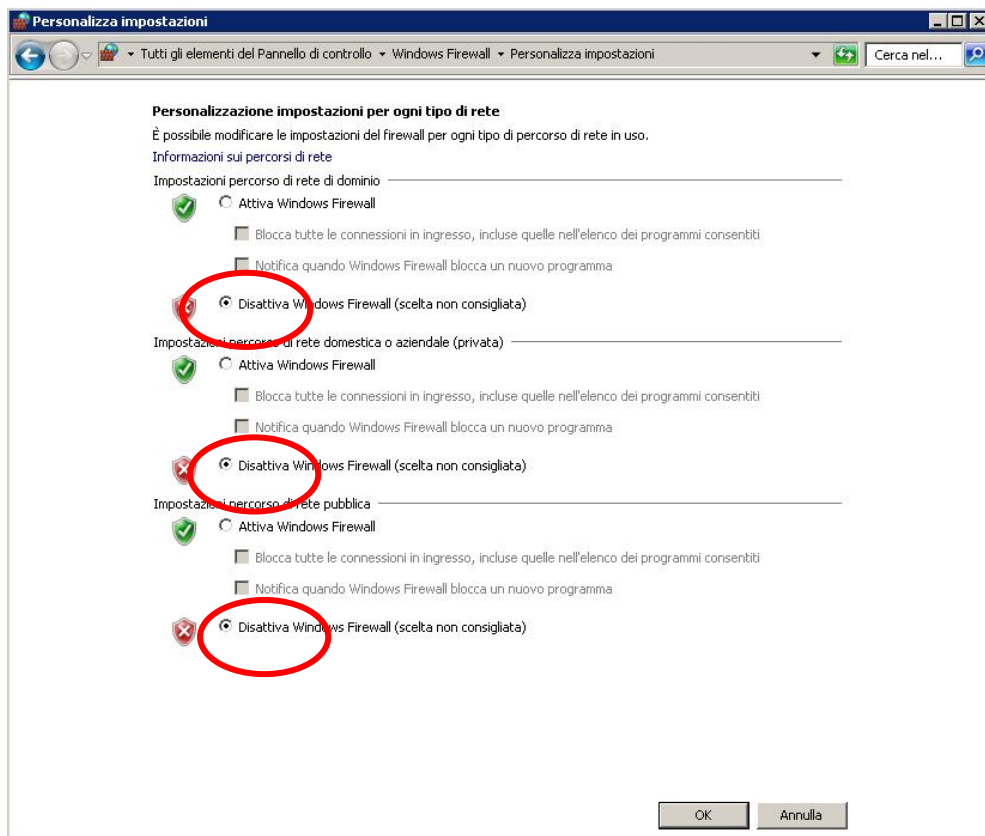 Personalizza impostazioni
Tutti gli elementi del Pannello di controllo Windows Firewall Personalizza impostazioni Cerca nel...
Personalizzazione impostazioni per ogni tipo di rete
È possibile modificare le impostazioni del firewall per ogni tipo di percorso di rete in uso.
Informazioni sui percorsi di rete
Impostazioni percorso di rete di dominio
Attiva Windows Firewall
Blocca tutte le connessioni in ingresso, incluse quelle nell'elenco dei programmi consentiti
Notifica quando Windows Firewall blocca un nuovo programma
Disattiva Windows Firewall (scelta non consigliata)
Impostazioni percorso di rete domestica o aziendale (privata)
Attiva Windows Firewall
Blocca tutte le connessioni in ingresso, incluse quelle nell'elenco dei programmi consentiti
Notifica quando Windows Firewall blocca un nuovo programma
Disattiva Windows Firewall (scelta non consigliata)
Impostazioni percorso di rete pubblica
Attiva Windows Firewall
Blocca tutte le connessioni in ingresso, incluse quelle nell'elenco dei programmi consentiti
Notifica quando Windows Firewall blocca un nuovo programma
Disattiva Windows Firewall (scelta non consigliata)
OK Annulla